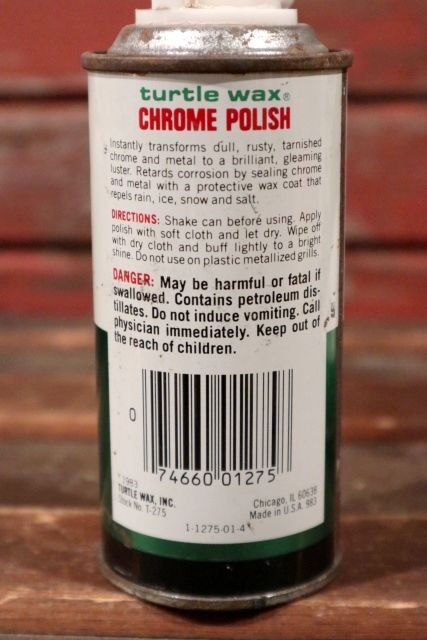 turtle wax®
CHROME POLISH
Instantly transforms dull, rusty, tarnished
chrome and metal to a brilliant, gleaming
luster. Retards corrosion by sealing chrome
and metal with a protective wax coat that
repels rain, ice, snow and salt.
DIRECTIONS: Shake can before using. Apply
polish with soft cloth and let dry. Wipe off
with dry cloth and buff lightly to a bright
shine. Do not use on plastic metallized grills.
DANGER: May be harmful or fatal if
swallowed. Contains petroleum dis-
tillates. Do not induce vomiting. Call
physician immediately. Keep out of
the reach of children.
0
74660 01275
1983
TURTLE WAX, INC.
Stock No. T-275
Chicago, IL 60638
Made in U.S.A. 983
1-1275-01-4